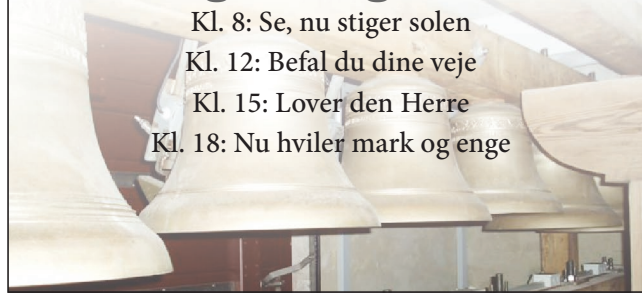 Kl. 8: Se, nu stiger solen
Kl. 12: Befal du dine veje
Kl. 15: Lover den Herre
Kl. 18: Nu hviler mark og enge